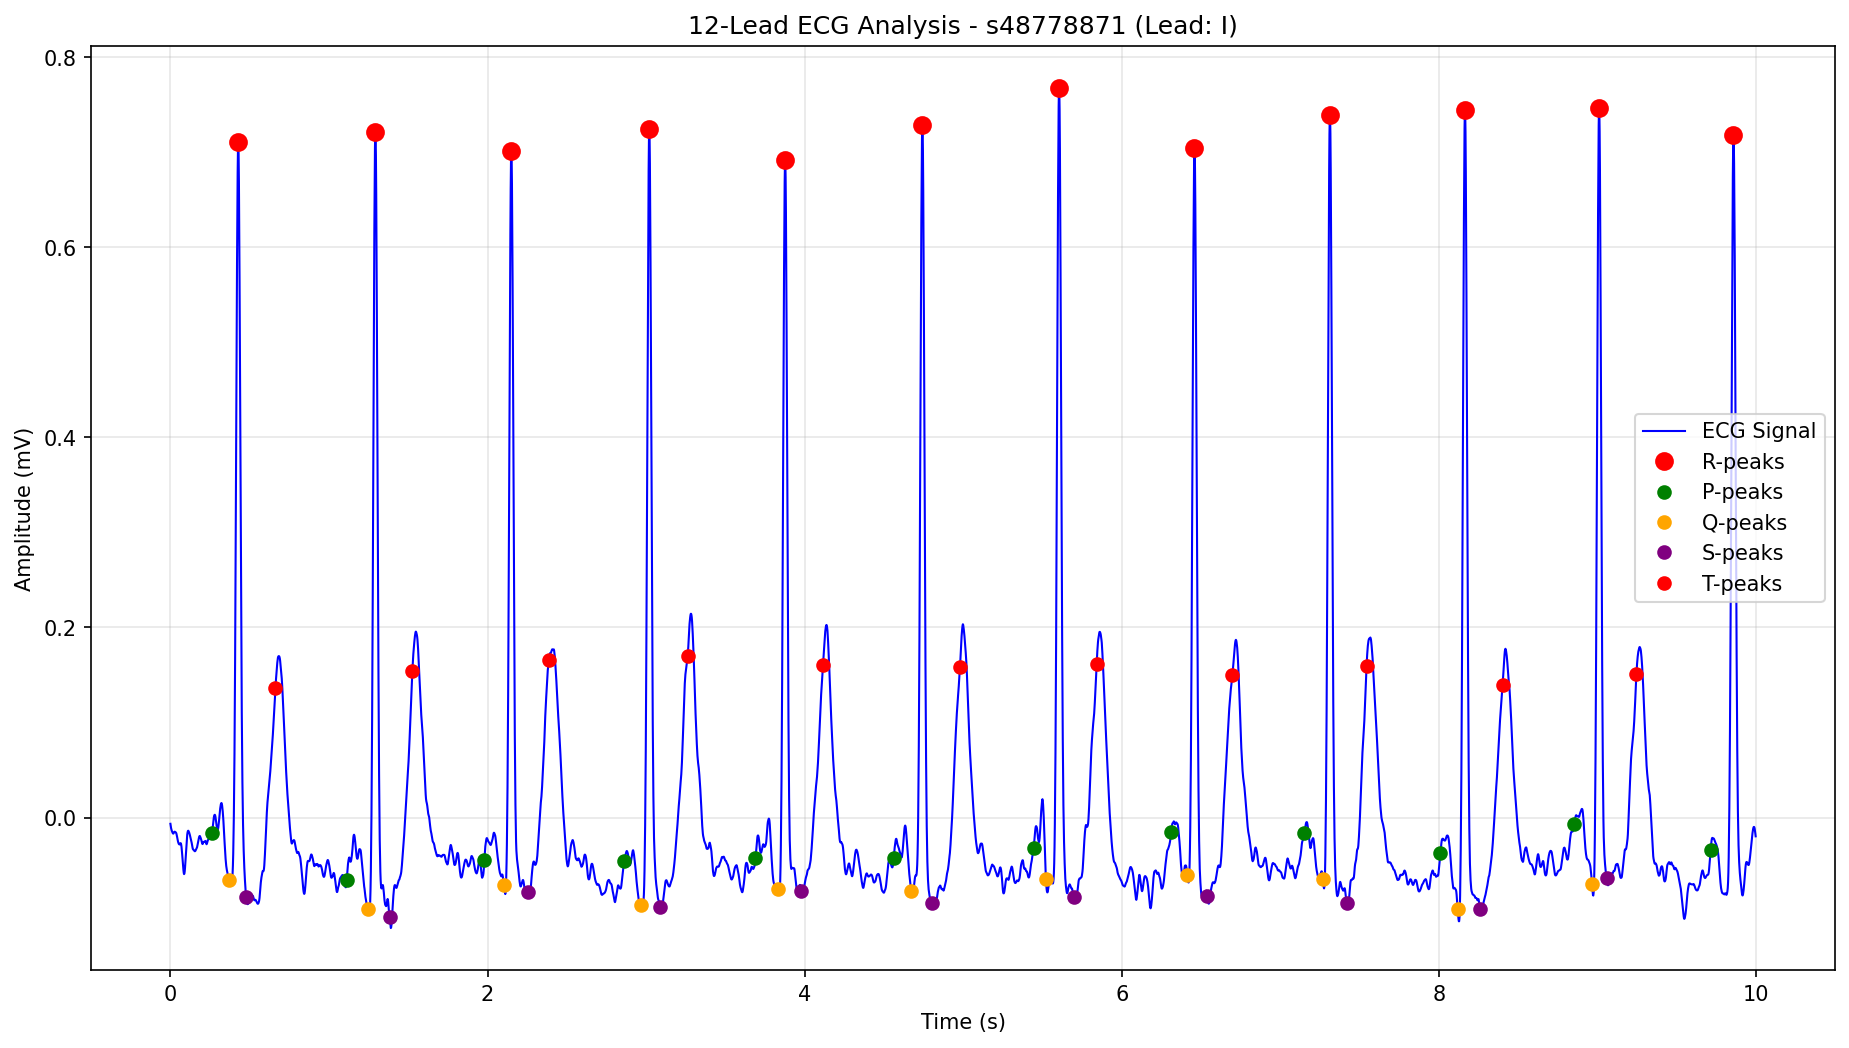 12-Lead ECG Analysis - s48778871 (Lead: I)
Amplitude (mV)
0.8
0.6
0.4
0.2
0.0
ECG Signal
R-peaks
P-peaks
Q-peaks
S-peaks
T-peaks
0 2 4 6 8 10
Time (s)